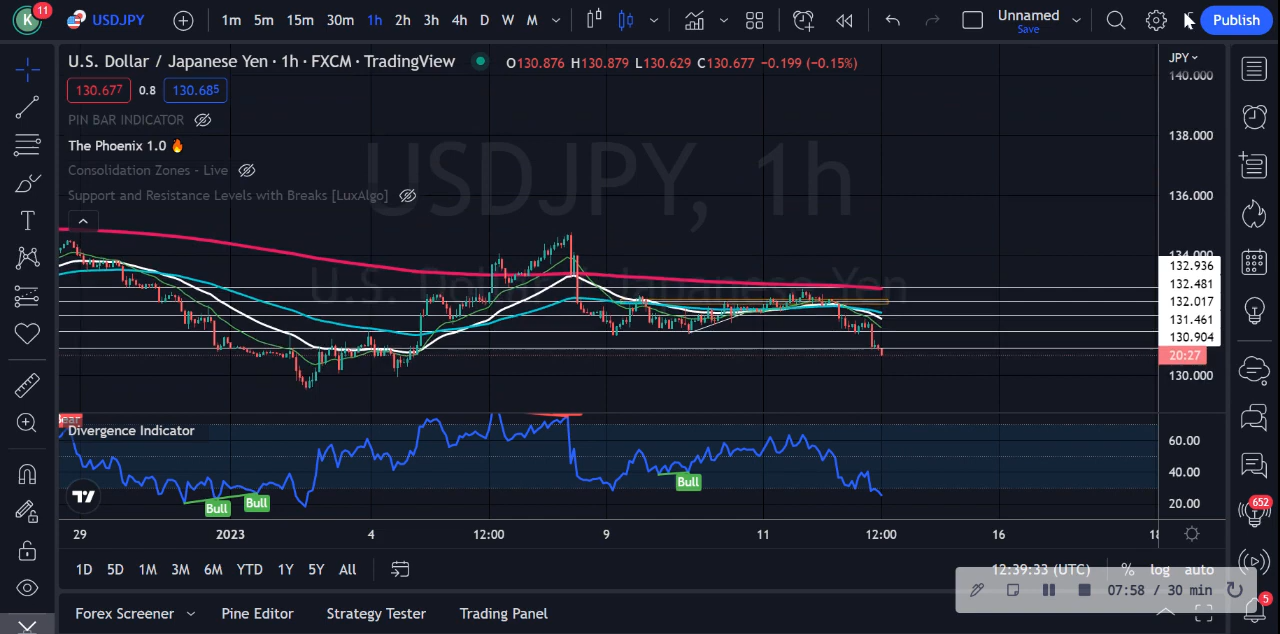 K 11 USDJPY 1m 5m 15m 30m 1h 2h 3h 4h D W M Unnamed Save Publish
U.S. Dollar / Japanese Yen · 1h · FXCM · TradingView O130.876 H130.879 L130.629 C130.677 −0.199 (−0.15%) JPY
140.000
130.677 0.8 130.685
PIN BAR INDICATOR
138.000
The Phoenix 1.0 🔥
Consolidation Zones - Live
Support and Resistance Levels with Breaks [LuxAlgo]
136.000
USDJPY, 1h
134.000
132.936
U.S. Dollar / Japanese Yen
132.481
132.017
131.461
130.904
20:27
130.000
Bear
Divergence Indicator
60.00
40.00
Bull
Bull
Bull
20.00
652
29 2023 4 12:00 9 11 12:00 16 18
1D 5D 1M 3M 6M YTD 1Y 5Y All 12:39:33 (UTC) % log auto
07:58 / 30 min
5
Forex Screener Pine Editor Strategy Tester Trading Panel